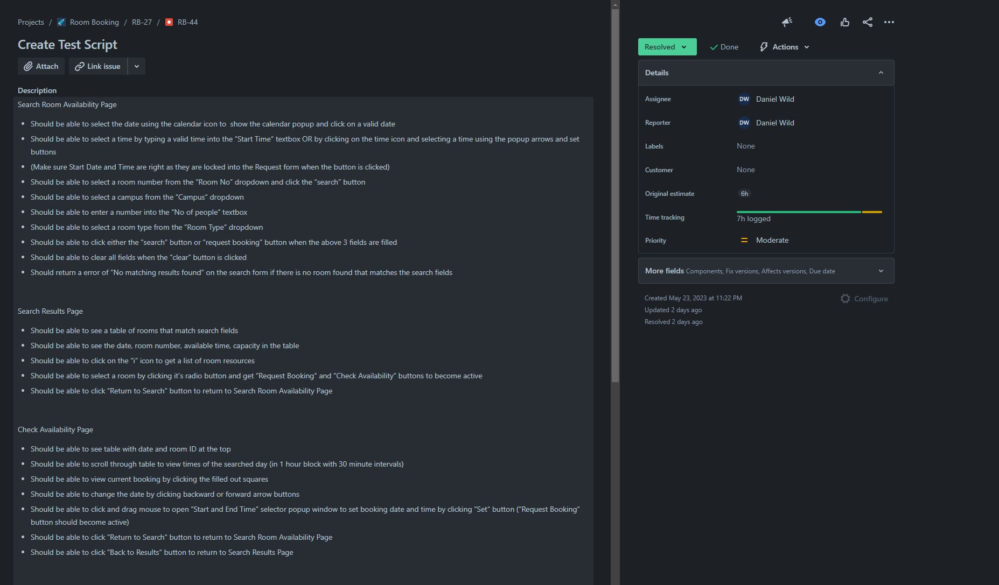 Projects / Room Booking / RB-27 / RB-44
Create Test Script
Attach
Link issue
Description
Search Room Availability Page
• Should be able to select the date using the calendar icon to  show the calendar popup and click on a valid date
• Should be able to select a time by typing a valid time into the “Start Time“ textbox OR by clicking on the time icon and selecting a time using the popup arrows and set
buttons
• (Make sure Start Date and Time are right as they are locked into the Request form when the button is clicked)
• Should be able to select a room number from the “Room No“ dropdown and click the “search” button
• Should be able to select a campus from the “Campus“ dropdown
• Should be able to enter a number into the “No of people” textbox
• Should be able to select a room type from the “Room Type” dropdown
• Should be able to click either the “search” button or “request booking” button when the above 3 fields are filled
• Should be able to clear all fields when the “clear” button is clicked
• Should return a error of “No matching results found“ on the search form if there is no room found that matches the search fields
Search Results Page
• Should be able to see a table of rooms that match search fields
• Should be able to see the date, room number, available time, capacity in the table
• Should be able to click on the “i” icon to get a list of room resources
• Should be able to select a room by clicking it’s radio button and get “Request Booking“ and “Check Availability“ buttons to become active
• Should be able to click “Return to Search“ button to return to Search Room Availability Page
Check Availability Page
• Should be able to see table with date and room ID at the top
• Should be able to scroll through table to view times of the searched day (in 1 hour block with 30 minute intervals)
• Should be able to view current booking by clicking the filled out squares
• Should be able to change the date by clicking backward or forward arrow buttons
• Should be able to click and drag mouse to open “Start and End Time” selector popup window to set booking date and time by clicking “Set“ button (“Request Booking“
button should become active)
• Should be able to click “Return to Search“ button to return to Search Room Availability Page
• Should be able to click “Back to Results“ button to return to Search Results Page
Resolved
Done
Actions
Details
Assignee DW Daniel Wild
Reporter DW Daniel Wild
Labels None
Customer None
Original estimate 6h
Time tracking 7h logged
Priority Moderate
More fields Components, Fix versions, Affects versions, Due date
Created May 23, 2023 at 11:22 PM
Configure
Updated 2 days ago
Resolved 2 days ago